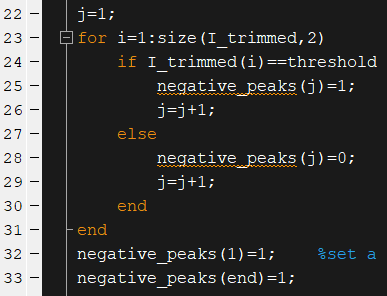 22 – j=1;
23 – for i=1:size(I_trimmed,2)
24 – if I_trimmed(i)==threshold
25 – negative_peaks(j)=1;
26 – j=j+1;
27 – else
28 – negative_peaks(j)=0;
29 – j=j+1;
30 – end
31 – end
32 – negative_peaks(1)=1; %set a
33 – negative_peaks(end)=1;